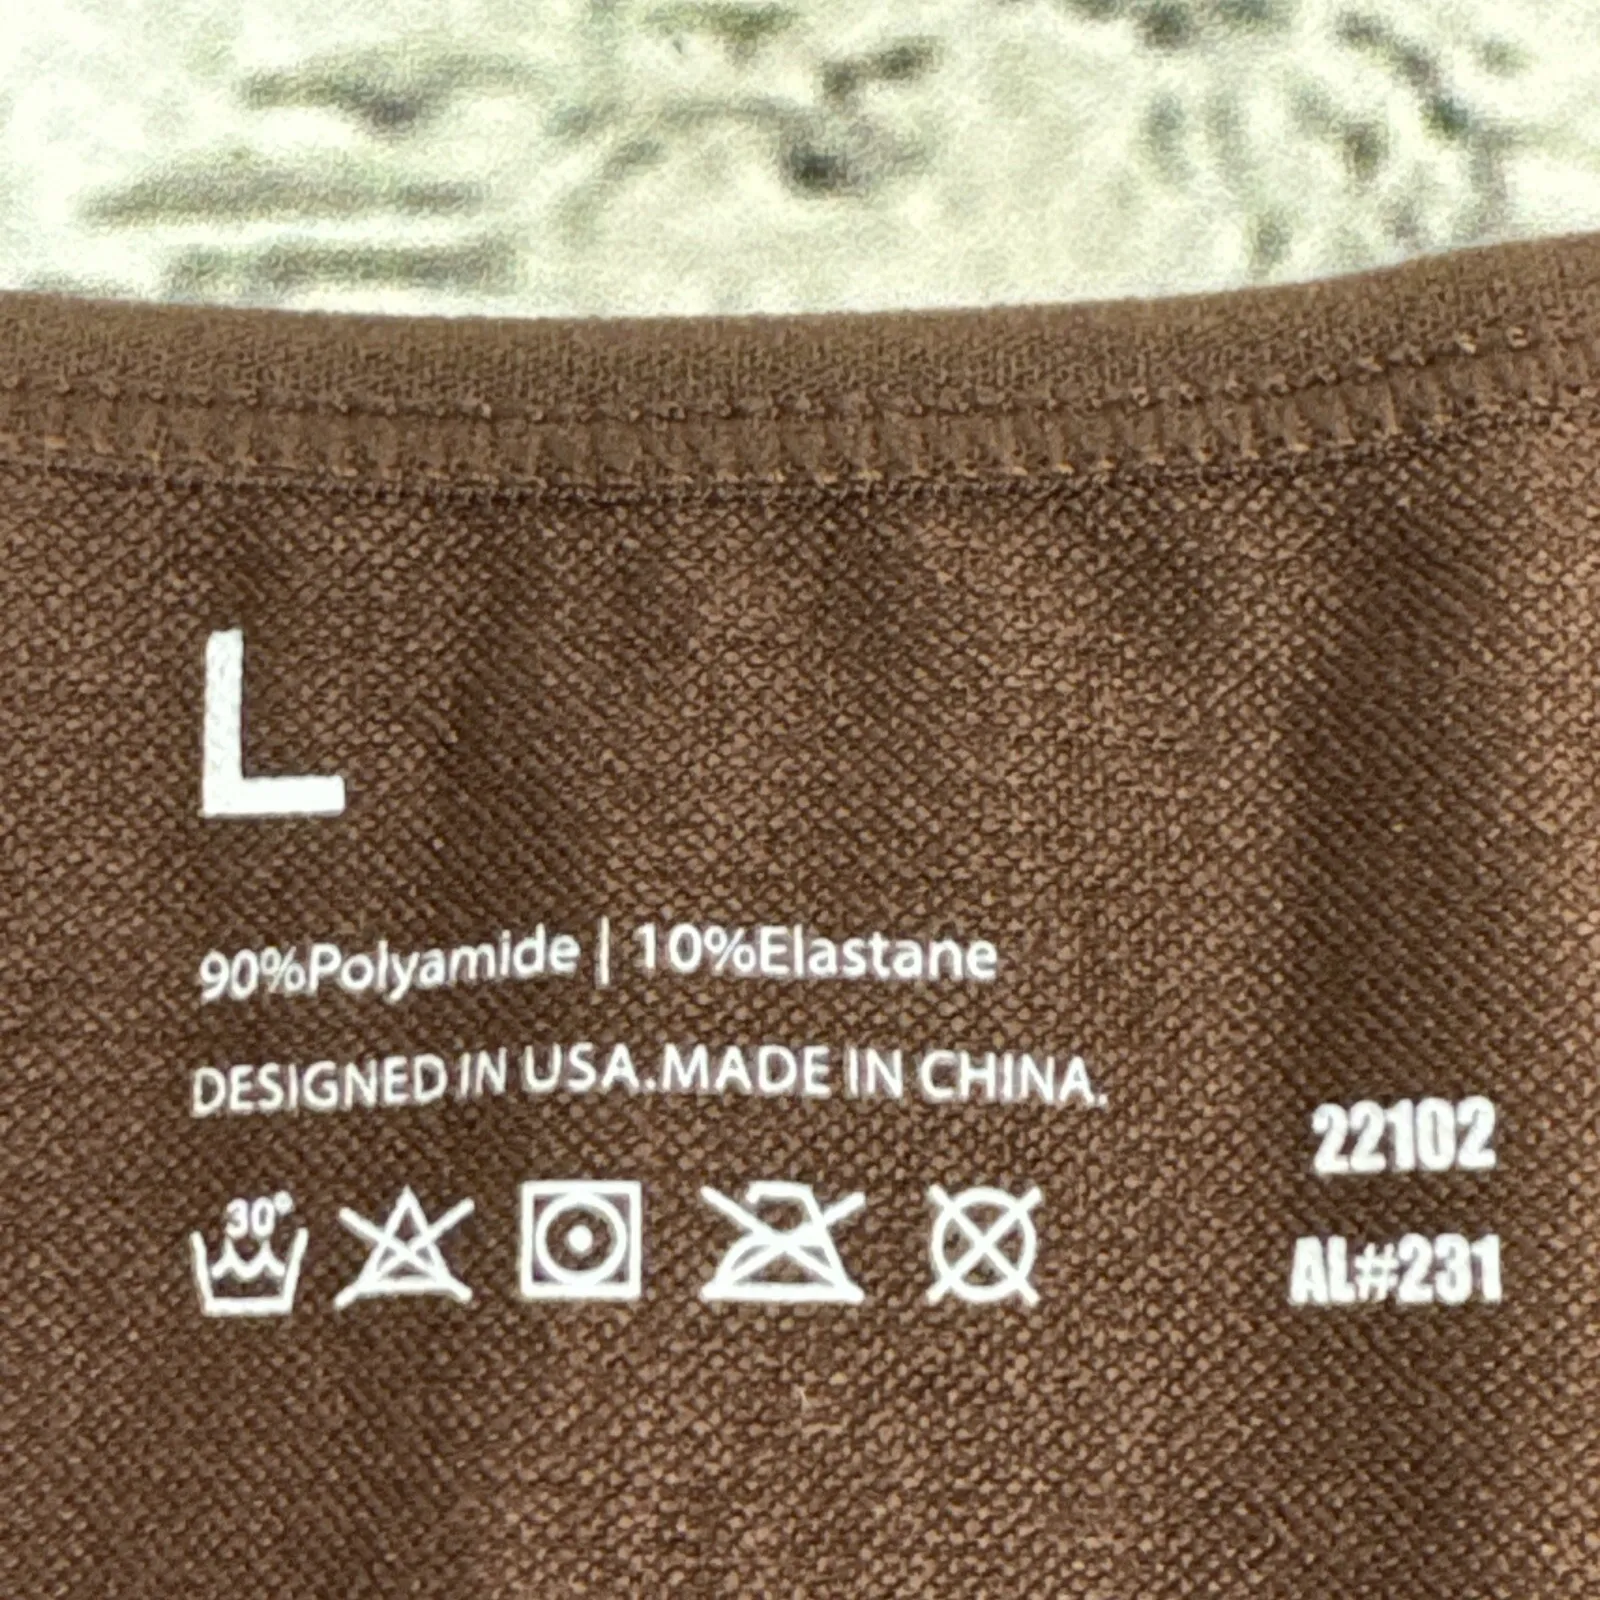 L
90%Polyamide | 10%Elastane
DESIGNED IN USA.MADE IN CHINA.
22102
30°
AL#231